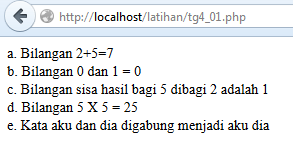 http://localhost/latihan/tg4_01.php
a. Bilangan 2+5=7
b. Bilangan 0 dan 1 = 0
c. Bilangan sisa hasil bagi 5 dibagi 2 adalah 1
d. Bilangan 5 X 5 = 25
e. Kata aku dan dia digabung menjadi aku dia